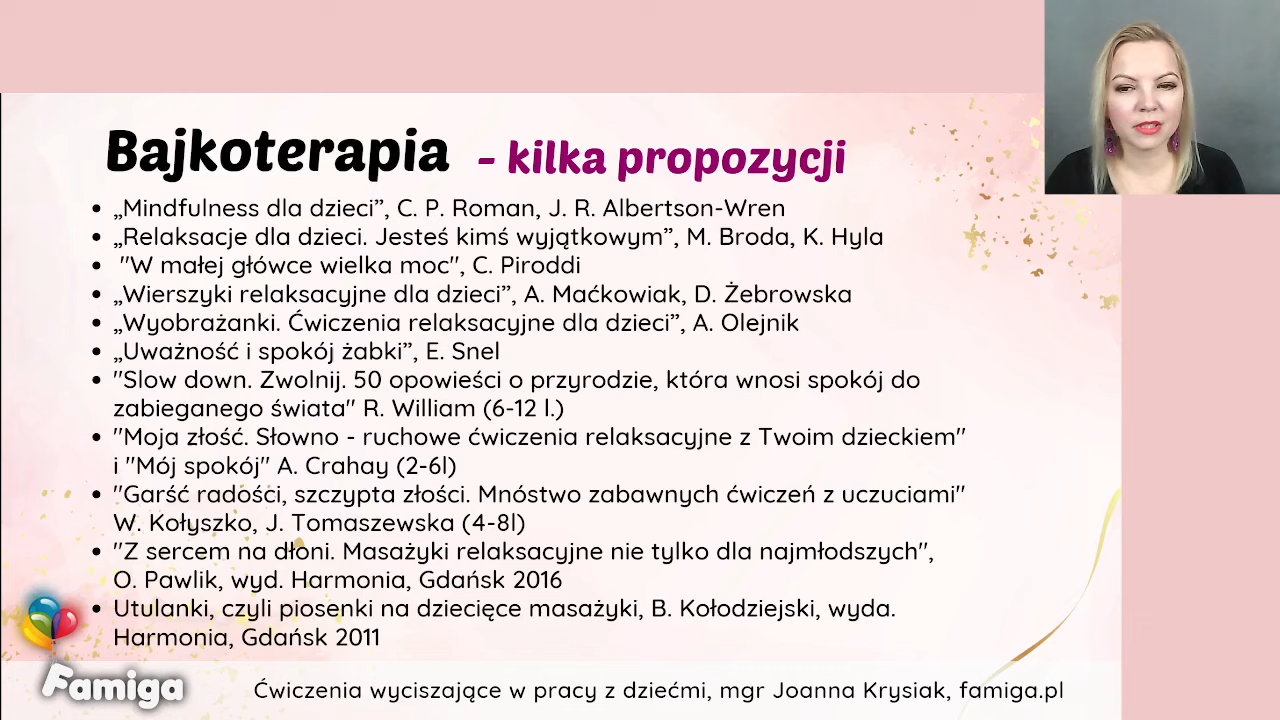 Bajkoterapia - kilka propozycji
• „Mindfulness dla dzieci”, C. P. Roman, J. R. Albertson-Wren
• „Relaksacje dla dzieci. Jesteś kimś wyjątkowym”, M. Broda, K. Hyla
• "W małej główce wielka moc", C. Piroddi
• „Wierszyki relaksacyjne dla dzieci”, A. Maćkowiak, D. Żebrowska
• „Wyobrażanki. Ćwiczenia relaksacyjne dla dzieci”, A. Olejnik
• „Uważność i spokój żabki”, E. Snel
• "Slow down. Zwolnij. 50 opowieści o przyrodzie, która wnosi spokój do
zabieganego świata" R. William (6-12 l.)
• "Moja złość. Słowno - ruchowe ćwiczenia relaksacyjne z Twoim dzieckiem"
i "Mój spokój" A. Crahay (2-6l)
• "Garść radości, szczypta złości. Mnóstwo zabawnych ćwiczeń z uczuciami"
W. Kołyszko, J. Tomaszewska (4-8l)
• "Z sercem na dłoni. Masażyki relaksacyjne nie tylko dla najmłodszych",
O. Pawlik, wyd. Harmonia, Gdańsk 2016
• Utulanki, czyli piosenki na dziecięce masażyki, B. Kołodziejski, wyda.
Harmonia, Gdańsk 2011
Famiga
Ćwiczenia wyciszające w pracy z dziećmi, mgr Joanna Krysiak, famiga.pl